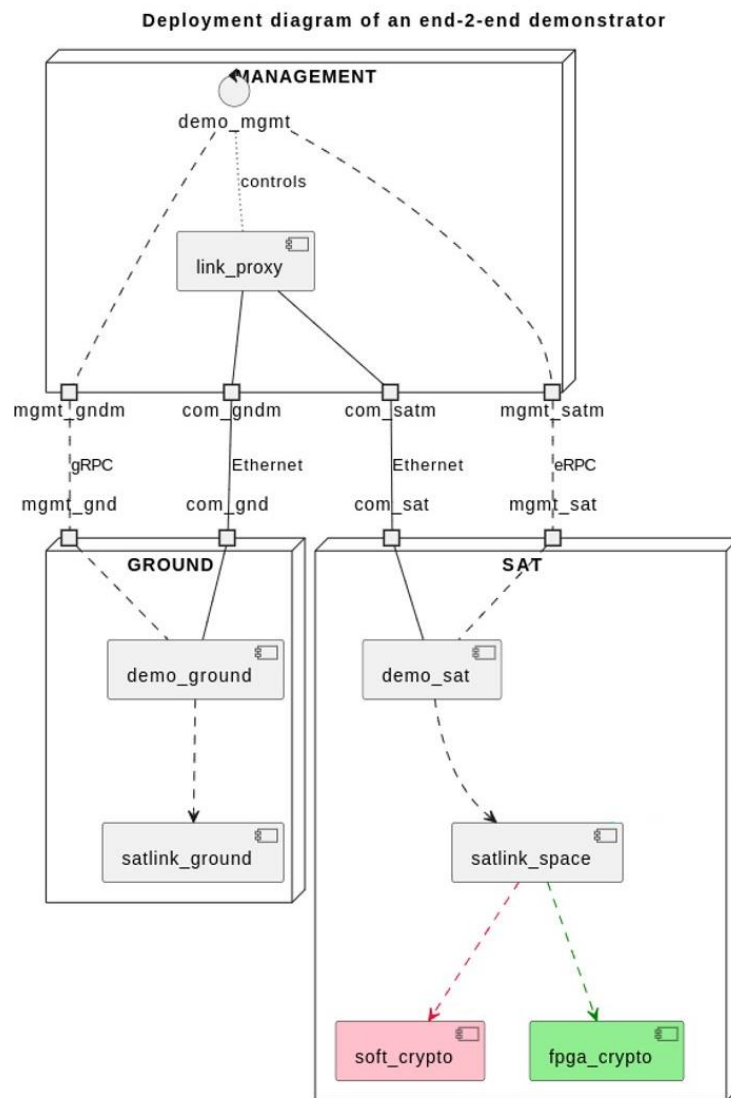 Deployment diagram of an end-2-end demonstrator
MANAGEMENT
demo_mgmt
controls
link_proxy
mgmt_gndm
com_gndm
com_satm
mgmt_satm
gRPC
Ethernet
Ethernet
eRPC
mgmt_gnd
com_gnd
com_sat
mgmt_sat
GROUND
SAT
demo_ground
demo_sat
satlink_ground
satlink_space
soft_crypto
fpga_crypto